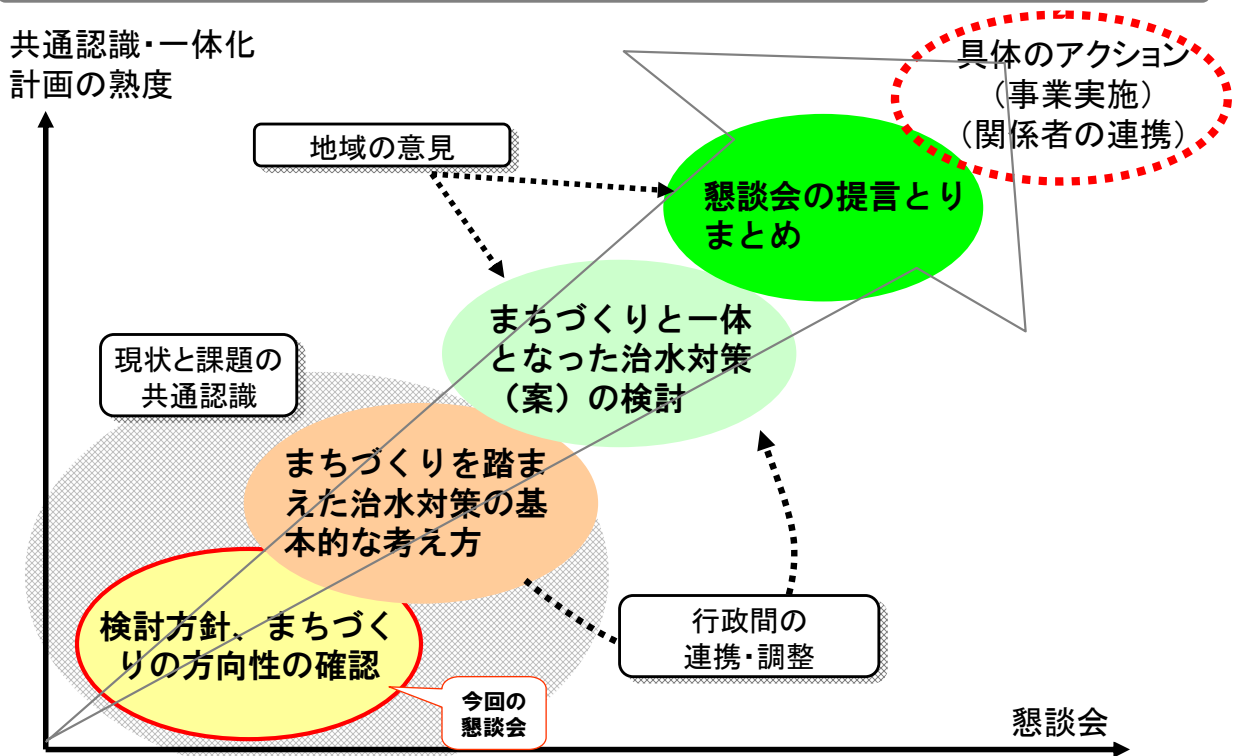 共通認識・一体化
計画の熟度
具体のアクション
（事業実施）
（関係者の連携）
地域の意見
懇談会の提言とり
まとめ
まちづくりと一体
となった治水対策
（案）の検討
現状と課題の
共通認識
まちづくりを踏ま
えた治水対策の基
本的な考え方
検討方針、まちづく
りの方向性の確認
行政間の
連携・調整
今回の
懇談会
懇談会